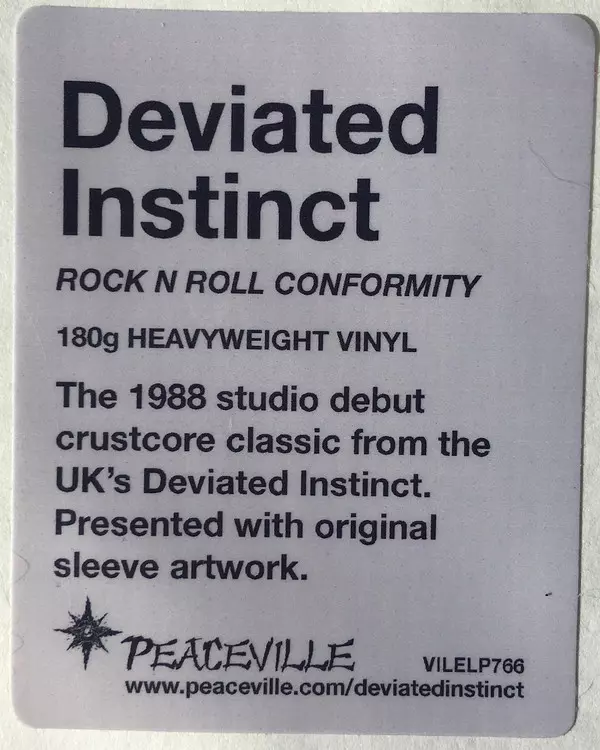 Deviated
Instinct
ROCK N ROLL CONFORMITY
180g HEAVYWEIGHT VINYL
The 1988 studio debut
crustcore classic from the
UK's Deviated Instinct.
Presented with original
sleeve artwork.
PEACEVILLE VILELP766
www.peaceville.com/deviatedinstinct